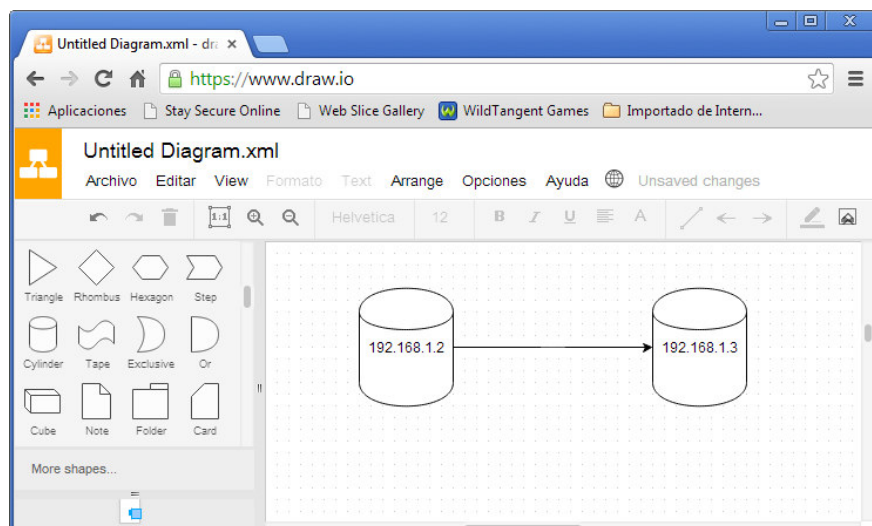 Untitled Diagram.xml - dr
https://www.draw.io
Aplicaciones Stay Secure Online Web Slice Gallery WildTangent Games Importado de Intern...
Untitled Diagram.xml
Archivo Editar View Formato Text Arrange Opciones Ayuda Unsaved changes
1:1 Helvetica 12 B I U A
Triangle Rhombus Hexagon Step
Cylinder Tape Exclusive Or
Cube Note Folder Card
More shapes...
192.168.1.2 192.168.1.3